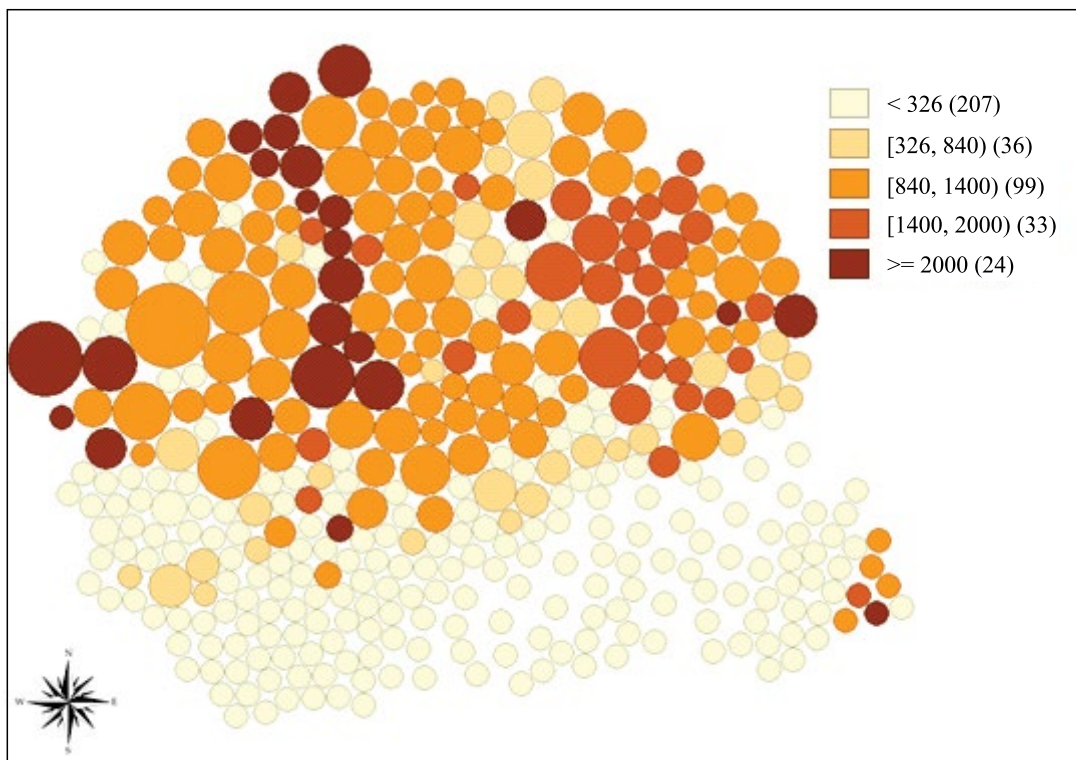 < 326 (207)
[326, 840) (36)
[840, 1400) (99)
[1400, 2000) (33)
>= 2000 (24)
N
W E
S